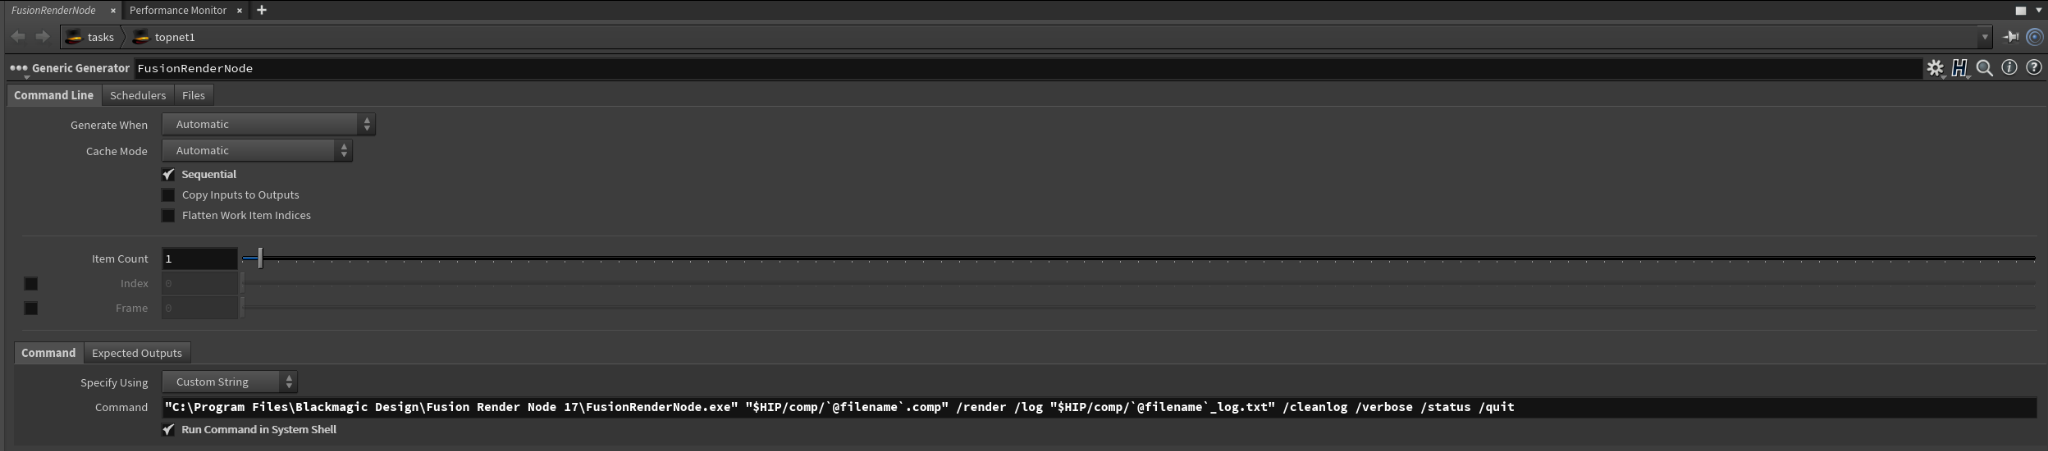 FusionRenderNode × Performance Monitor × +
tasks topnet1
Generic Generator FusionRenderNode
Command Line Schedulers Files
Generate When Automatic
Cache Mode Automatic
Sequential
Copy Inputs to Outputs
Flatten Work Item Indices
Item Count 1
Index 0
Frame 0
Command Expected Outputs
Specify Using Custom String
Command "C:\Program Files\Blackmagic Design\Fusion Render Node 17\FusionRenderNode.exe" "$HIP/comp/`@filename`.comp" /render /log "$HIP/comp/`@filename`_log.txt" /cleanlog /verbose /status /quit
Run Command in System Shell